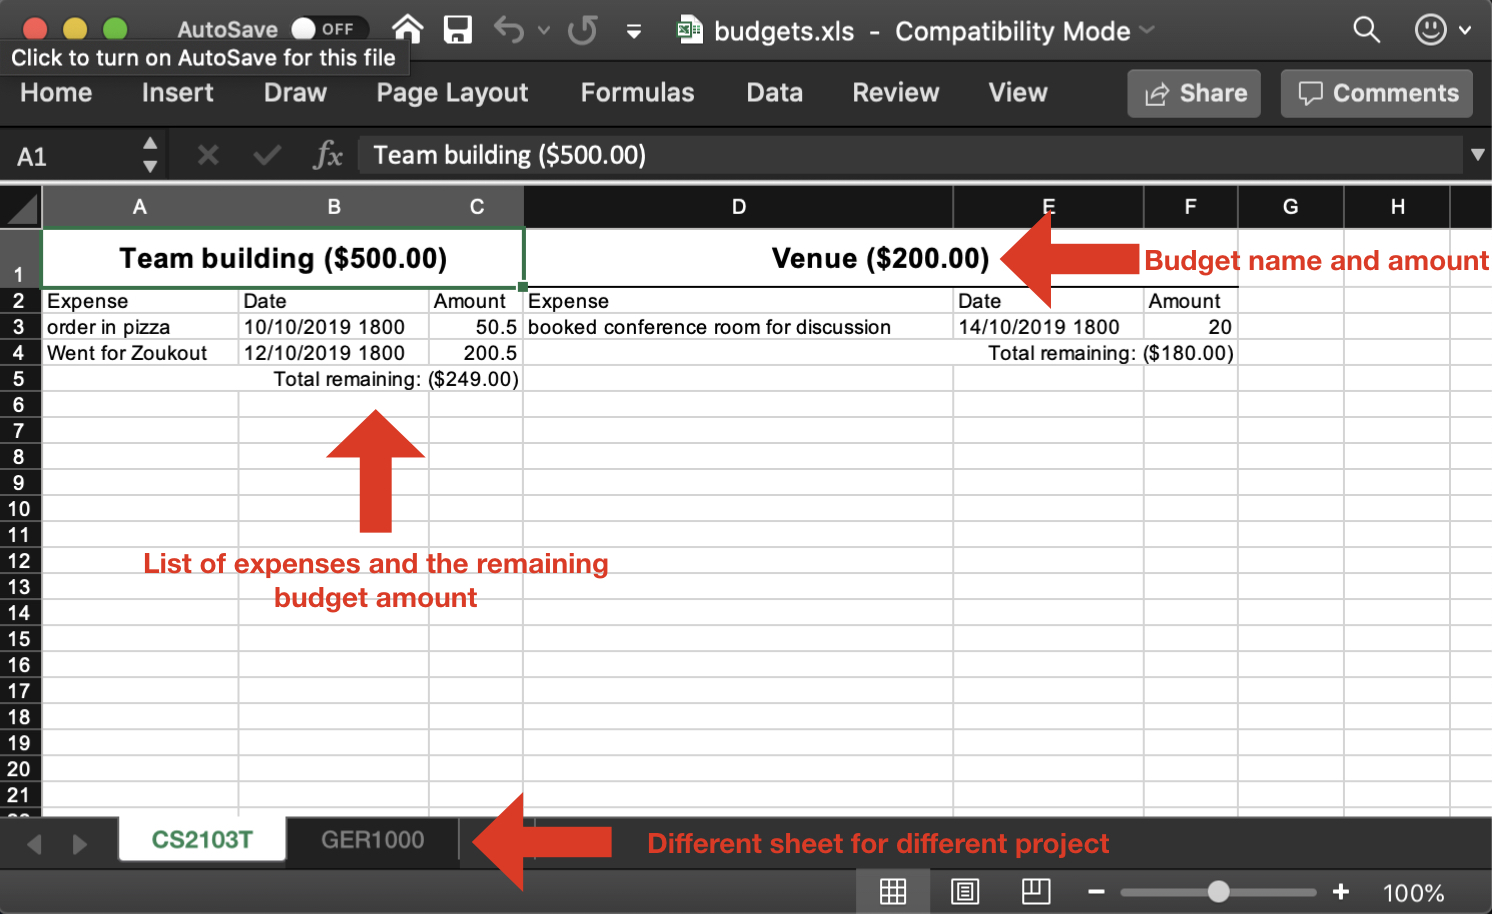 AutoSave OFF budgets.xls - Compatibility Mode
Click to turn on AutoSave for this file
Home Insert Draw Page Layout Formulas Data Review View Share Comments
A1 fx Team building ($500.00)
A B C D E F G H
1 Team building ($500.00) Venue ($200.00) Budget name and amount
2 Expense Date Amount Expense Date Amount
3 order in pizza 10/10/2019 1800 50.5 booked conference room for discussion 14/10/2019 1800 20
4 Went for Zoukout 12/10/2019 1800 200.5 Total remaining: ($180.00)
5 Total remaining: ($249.00)
6
7
8
9
10
11
12 List of expenses and the remaining
13 budget amount
14
15
16
17
18
19
20
21
CS2103T GER1000 Different sheet for different project
100%